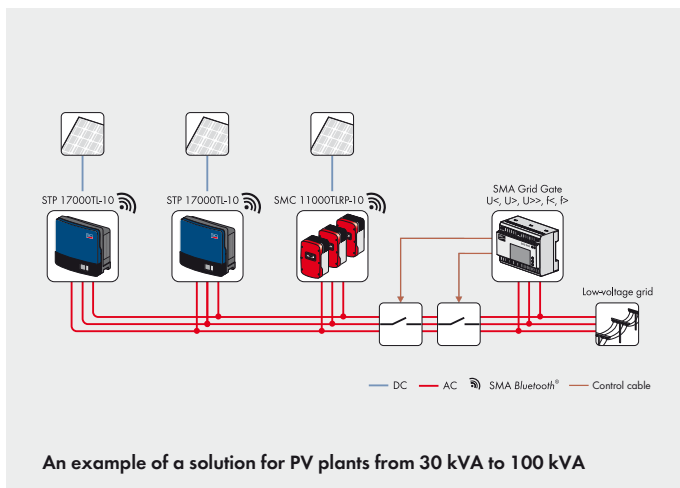 STP 17000TL-10
STP 17000TL-10
SMC 11000TLRP-10
SMA Grid Gate
U<, U>, U>>, f<, f>
Low-voltage grid
DC
AC
SMA Bluetooth®
Control cable
An example of a solution for PV plants from 30 kVA to 100 kVA